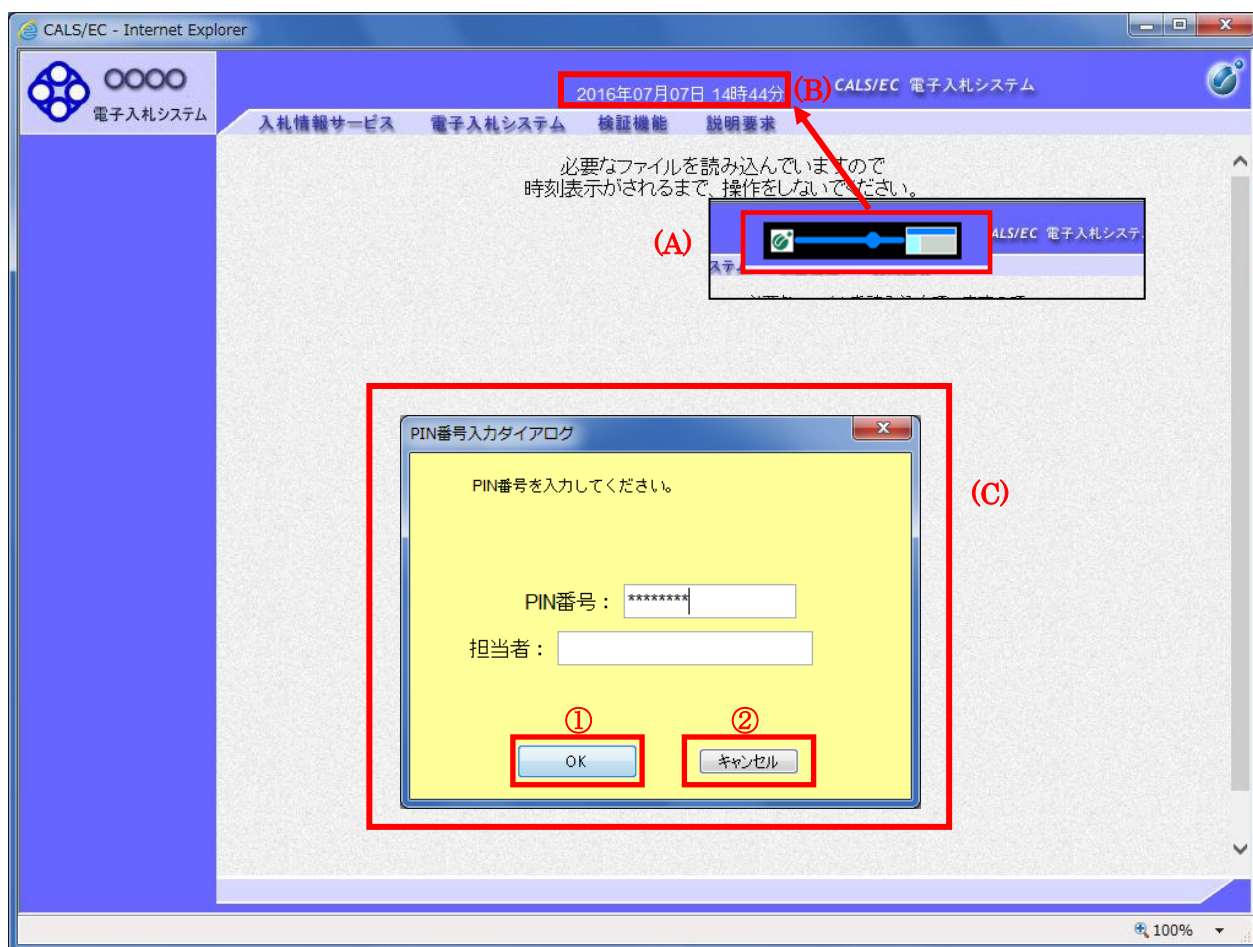 CALS/EC - Internet Explorer
○○○○
電子入札システム
2016年07月07日 14時44分
(B)
CALS/EC 電子入札システム
入札情報サービス 電子入札システム 検証機能 説明要求
必要なファイルを読み込んでいますので
時刻表示がされるまで、操作をしないでください。
(A)
ALS/EC 電子入札システ
ステ
(C)
PIN番号入力ダイアログ
PIN番号を入力してください。
PIN番号： ********
担当者：
① ②
OK キャンセル
100%